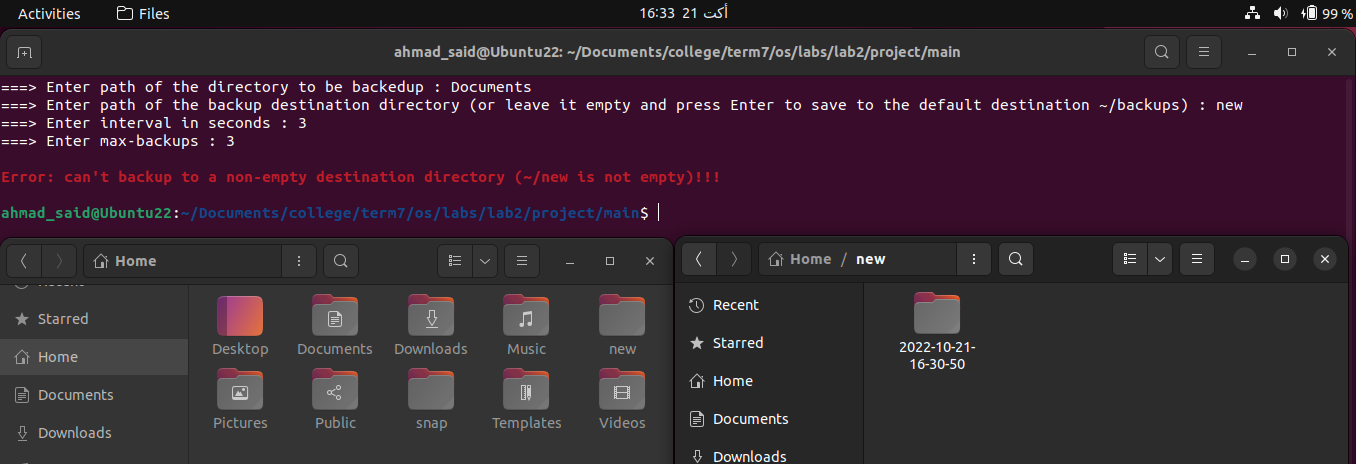 Activities Files 16:33 21 أكت 99 %
ahmad_said@Ubuntu22: ~/Documents/college/term7/os/labs/lab2/project/main
===> Enter path of the directory to be backedup : Documents
===> Enter path of the backup destination directory (or leave it empty and press Enter to save to the default destination ~/backups) : new
===> Enter interval in seconds : 3
===> Enter max-backups : 3
Error: can't backup to a non-empty destination directory (~/new is not empty)!!!
ahmad_said@Ubuntu22:~/Documents/college/term7/os/labs/lab2/project/main$
Home
Recent
Starred
Home
Documents
Downloads
Desktop Documents Downloads Music new
Pictures Public snap Templates Videos
Home / new
Recent
Starred
Home
Documents
Downloads
2022-10-21-
16-30-50